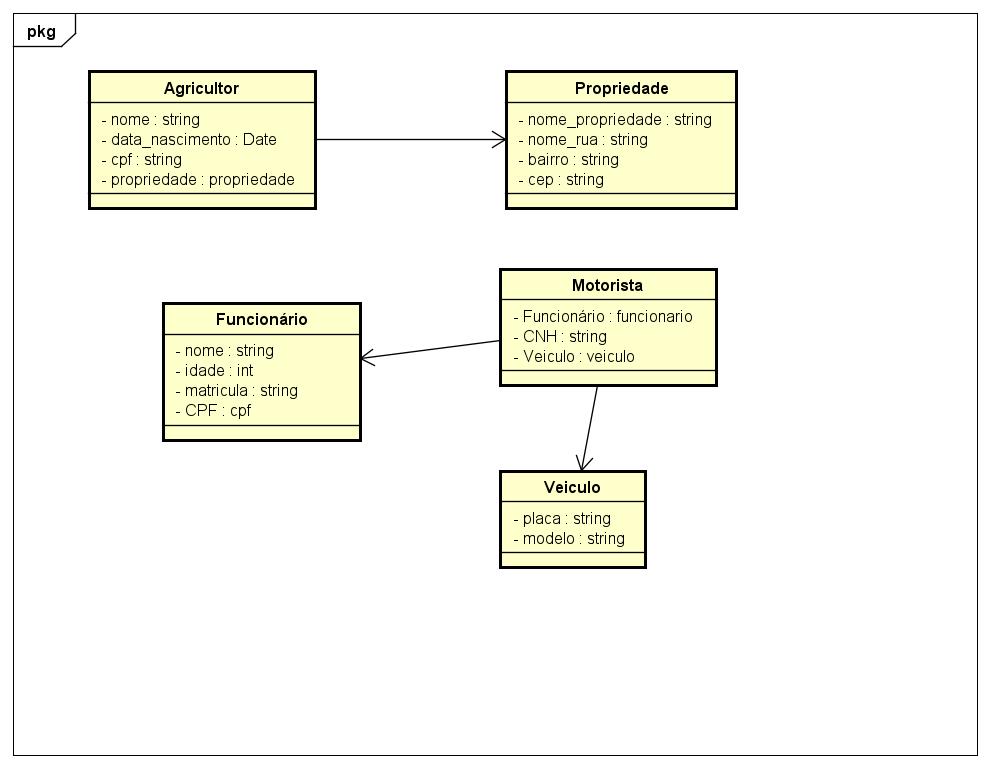 pkg
Agricultor
- nome : string
- data_nascimento : Date
- cpf : string
- propriedade : propriedade
Propriedade
- nome_propriedade : string
- nome_rua : string
- bairro : string
- cep : string
Funcionário
- nome : string
- idade : int
- matricula : string
- CPF : cpf
Motorista
- Funcionário : funcionario
- CNH : string
- Veiculo : veiculo
Veiculo
- placa : string
- modelo : string